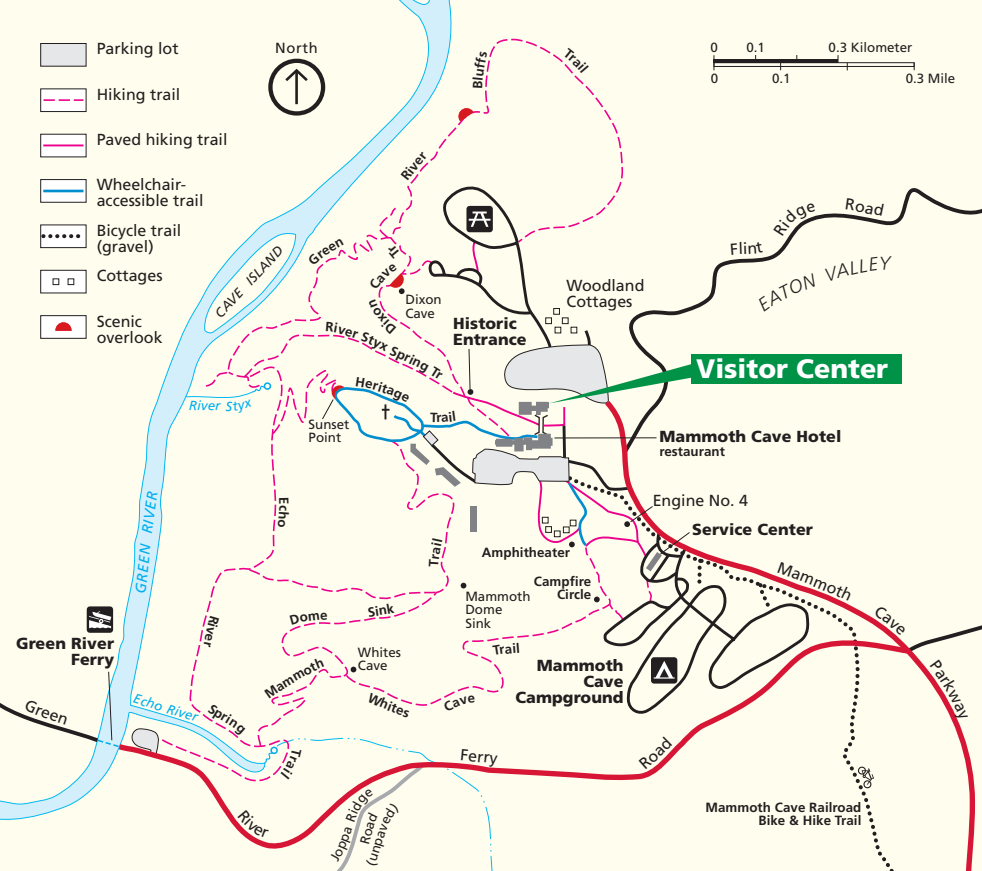 Parking lot
Hiking trail
Paved hiking trail
Wheelchair-
accessible trail
Bicycle trail
(gravel)
Cottages
Scenic
overlook
North
0 0.1 0.3 Kilometer
0 0.1 0.3 Mile
Bluffs
Trail
River
Green
Flint
Ridge
Road
EATON VALLEY
CAVE ISLAND
Dixon
Cave
Tr
Dixon
Cave
Woodland
Cottages
Historic
Entrance
River Styx Spring Tr
Visitor Center
Heritage
Trail
River Styx
Sunset
Point
Mammoth Cave Hotel
restaurant
Engine No. 4
Service Center
Amphitheater
Campfire
Circle
GREEN RIVER
Echo
River
Spring
Trail
Mammoth
Dome
Sink
Trail
Mammoth
Dome
Sink
Whites
Cave
Whites
Cave
Trail
Mammoth
Cave
Campground
Green River
Ferry
Echo River
Green
River
Ferry
Road
Joppa Ridge
Road
(unpaved)
Mammoth
Cave
Parkway
Mammoth Cave Railroad
Bike & Hike Trail